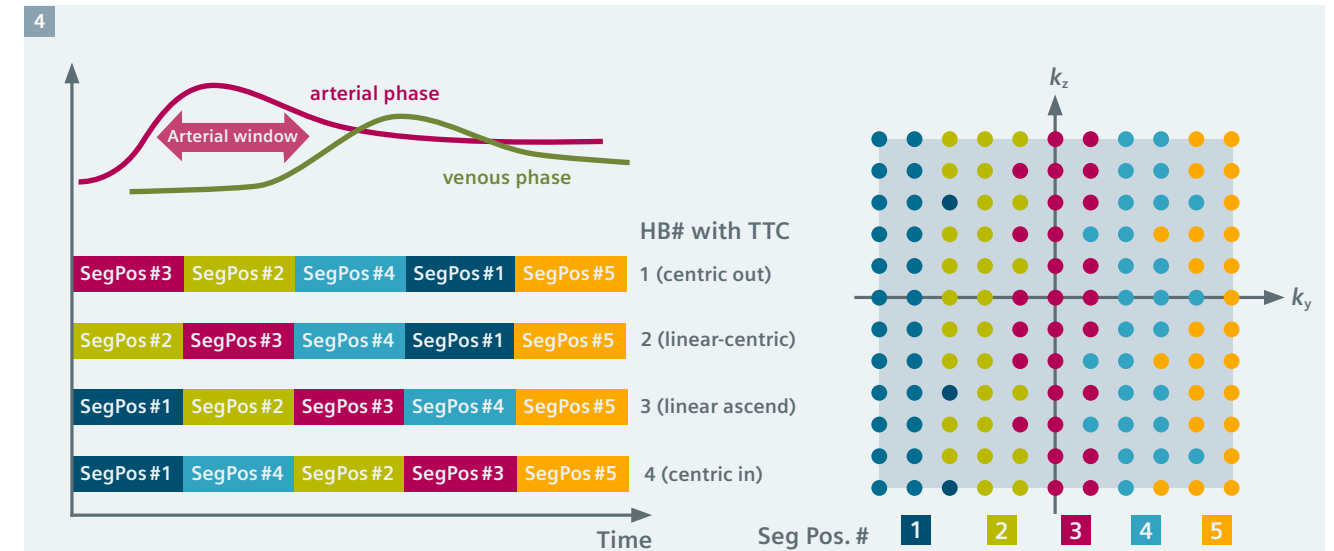 4
arterial phase
Arterial window
venous phase
HB# with TTC
SegPos #3 SegPos #2 SegPos #4 SegPos #1 SegPos #5 1 (centric out)
SegPos #2 SegPos #3 SegPos #4 SegPos #1 SegPos #5 2 (linear-centric)
SegPos #1 SegPos #2 SegPos #3 SegPos #4 SegPos #5 3 (linear ascend)
SegPos #1 SegPos #4 SegPos #2 SegPos #3 SegPos #5 4 (centric in)
Time
kz
ky
Seg Pos. # 1 2 3 4 5